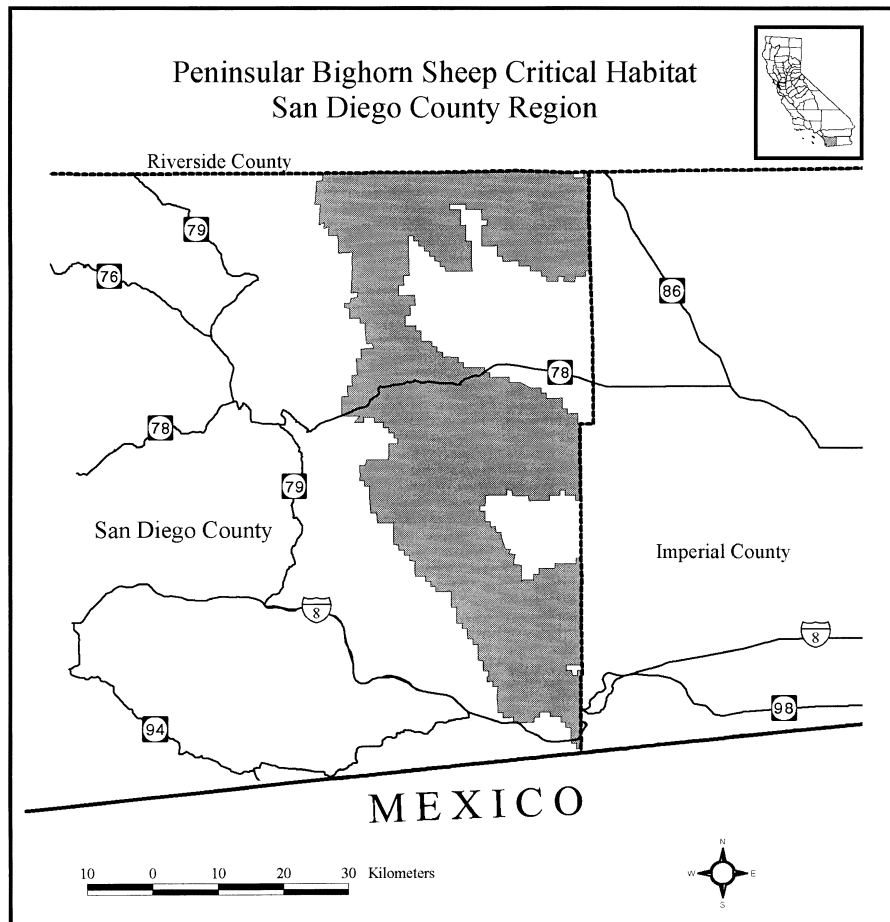 Peninsular Bighorn Sheep Critical Habitat
San Diego County Region
Riverside County
79
76
86
78
78
79
San Diego County
Imperial County
8
8
94
98
MEXICO
10 0 10 20 30 Kilometers
N
W E
S